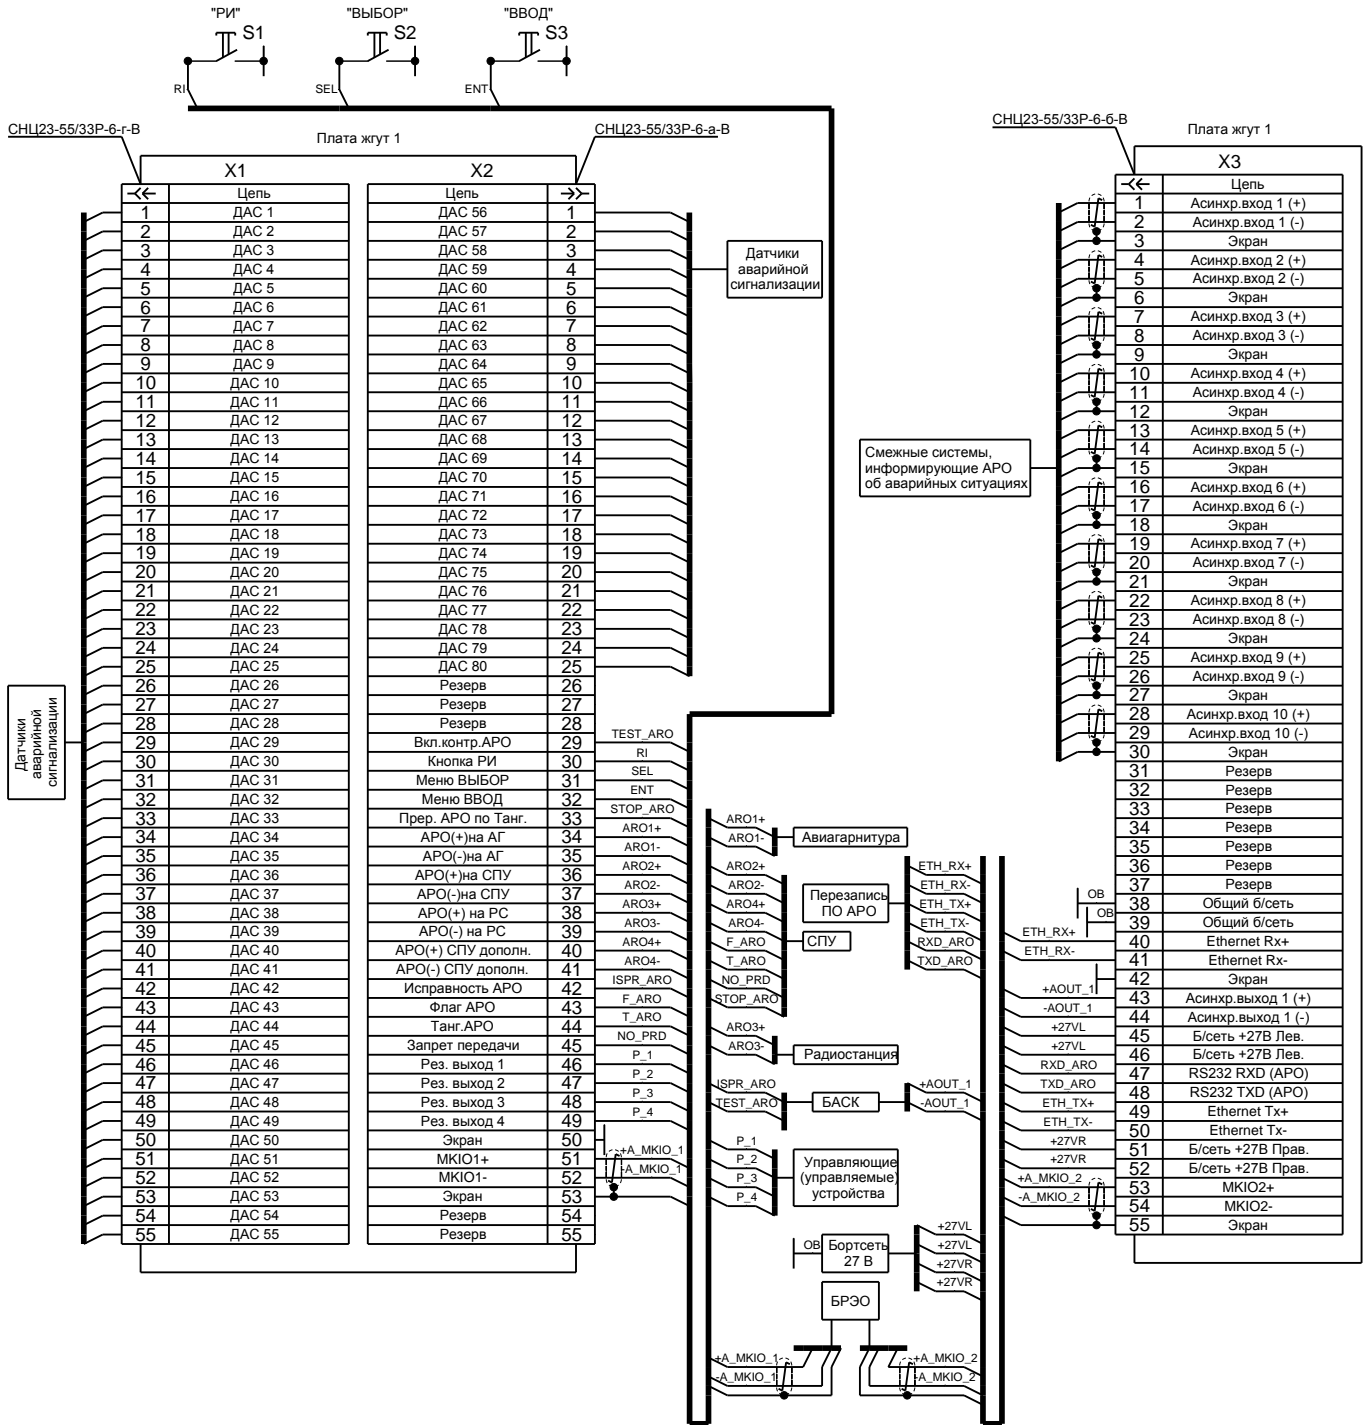 "РИ"
"ВЫБОР"
"ВВОД"
S1
S2
S3
RI
SEL
ENT
СНЦ23-55/33Р-6-г-В
Плата жгут 1
СНЦ23-55/33Р-6-а-В
X1
X2
Цепь
Цепь
1 ДАС 1 ДАС 56 1
2 ДАС 2 ДАС 57 2
3 ДАС 3 ДАС 58 3
4 ДАС 4 ДАС 59 4
5 ДАС 5 ДАС 60 5
6 ДАС 6 ДАС 61 6
7 ДАС 7 ДАС 62 7
8 ДАС 8 ДАС 63 8
9 ДАС 9 ДАС 64 9
10 ДАС 10 ДАС 65 10
11 ДАС 11 ДАС 66 11
12 ДАС 12 ДАС 67 12
13 ДАС 13 ДАС 68 13
14 ДАС 14 ДАС 69 14
15 ДАС 15 ДАС 70 15
16 ДАС 16 ДАС 71 16
17 ДАС 17 ДАС 72 17
18 ДАС 18 ДАС 73 18
19 ДАС 19 ДАС 74 19
20 ДАС 20 ДАС 75 20
21 ДАС 21 ДАС 76 21
22 ДАС 22 ДАС 77 22
23 ДАС 23 ДАС 78 23
24 ДАС 24 ДАС 79 24
25 ДАС 25 ДАС 80 25
26 ДАС 26 Резерв 26
27 ДАС 27 Резерв 27
28 ДАС 28 Резерв 28
29 ДАС 29 Вкл.контр.АРО 29 TEST_ARO
30 ДАС 30 Кнопка РИ 30 RI
31 ДАС 31 Меню ВЫБОР 31 SEL
32 ДАС 32 Меню ВВОД 32 ENT
33 ДАС 33 Прер. АРО по Танг. 33 STOP_ARO
34 ДАС 34 АРО(+)на АГ 34 ARO1+
35 ДАС 35 АРО(-)на АГ 35 ARO1-
36 ДАС 36 АРО(+)на СПУ 36 ARO2+
37 ДАС 37 АРО(-)на СПУ 37 ARO2-
38 ДАС 38 АРО(+) на РС 38 ARO3+
39 ДАС 39 АРО(-) на РС 39 ARO3-
40 ДАС 40 АРО(+) СПУ дополн. 40 ARO4+
41 ДАС 41 АРО(-) СПУ дополн. 41 ARO4-
42 ДАС 42 Исправность АРО 42 ISPR_ARO
43 ДАС 43 Флаг АРО 43 F_ARO
44 ДАС 44 Танг.АРО 44 T_ARO
45 ДАС 45 Запрет передачи 45 NO_PRD
46 ДАС 46 Рез. выход 1 46 P_1
47 ДАС 47 Рез. выход 2 47 P_2
48 ДАС 48 Рез. выход 3 48 P_3
49 ДАС 49 Рез. выход 4 49 P_4
50 ДАС 50 Экран 50
51 ДАС 51 МКIO1+ 51 +A_MKIO_1
52 ДАС 52 МКIO1- 52 -A_MKIO_1
53 ДАС 53 Экран 53
54 ДАС 54 Резерв 54
55 ДАС 55 Резерв 55
Датчики
аварийной
сигнализации
Датчики
аварийной
сигнализации
ARO1+
ARO1-
Авиагарнитура
ARO2+
ARO2-
ARO4+
ARO4-
F_ARO
T_ARO
NO_PRD
STOP_ARO
СПУ
ARO3+
ARO3-
Радиостанция
ISPR_ARO
TEST_ARO
БАСК
+AOUT_1
-AOUT_1
P_1
P_2
P_3
P_4
Управляющие
(управляемые)
устройства
Перезапись
ПО АРО
ETH_RX+
ETH_RX-
ETH_TX+
ETH_TX-
RXD_ARO
TXD_ARO
ОВ
Бортсеть
27 В
+27VL
+27VL
+27VR
+27VR
БРЭО
+A_MKIO_1
-A_MKIO_1
+A_MKIO_2
-A_MKIO_2
СНЦ23-55/33Р-6-б-В
Плата жгут 1
X3
Цепь
1 Асинхр.вход 1 (+)
2 Асинхр.вход 1 (-)
3 Экран
4 Асинхр.вход 2 (+)
5 Асинхр.вход 2 (-)
6 Экран
7 Асинхр.вход 3 (+)
8 Асинхр.вход 3 (-)
9 Экран
10 Асинхр.вход 4 (+)
11 Асинхр.вход 4 (-)
12 Экран
13 Асинхр.вход 5 (+)
14 Асинхр.вход 5 (-)
15 Экран
16 Асинхр.вход 6 (+)
17 Асинхр.вход 6 (-)
18 Экран
19 Асинхр.вход 7 (+)
20 Асинхр.вход 7 (-)
21 Экран
22 Асинхр.вход 8 (+)
23 Асинхр.вход 8 (-)
24 Экран
25 Асинхр.вход 9 (+)
26 Асинхр.вход 9 (-)
27 Экран
28 Асинхр.вход 10 (+)
29 Асинхр.вход 10 (-)
30 Экран
31 Резерв
32 Резерв
33 Резерв
34 Резерв
35 Резерв
36 Резерв
37 Резерв
ОВ 38 Общий б/сеть
ОВ 39 Общий б/сеть
ETH_RX+ 40 Ethernet Rx+
ETH_RX- 41 Ethernet Rx-
42 Экран
+AOUT_1 43 Асинхр.выход 1 (+)
-AOUT_1 44 Асинхр.выход 1 (-)
+27VL 45 Б/сеть +27В Лев.
+27VL 46 Б/сеть +27В Лев.
RXD_ARO 47 RS232 RXD (АРО)
TXD_ARO 48 RS232 TXD (АРО)
ETH_TX+ 49 Ethernet Tx+
ETH_TX- 50 Ethernet Tx-
+27VR 51 Б/сеть +27В Прав.
+27VR 52 Б/сеть +27В Прав.
+A_MKIO_2 53 МКIO2+
-A_MKIO_2 54 МКIO2-
55 Экран
Смежные системы,
информирующие АРО
об аварийных ситуациях